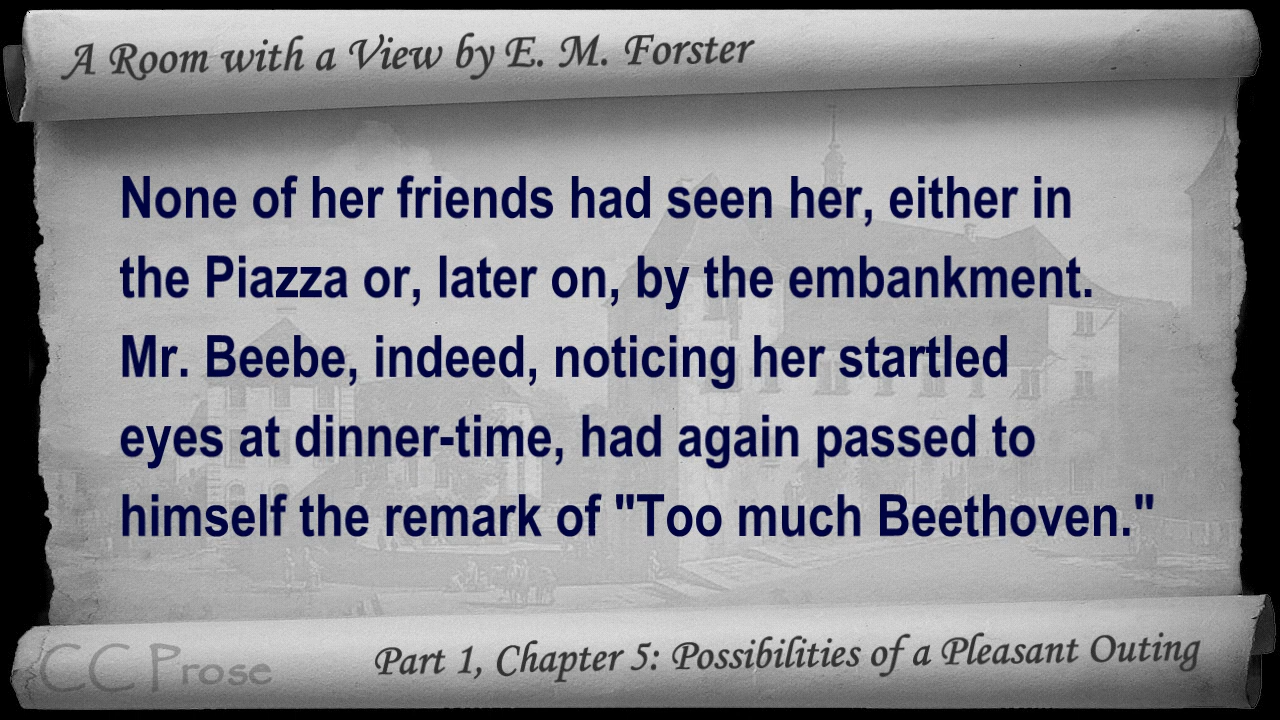 A Room with a View by E. M. Forster
None of her friends had seen her, either in
the Piazza or, later on, by the embankment.
Mr. Beebe, indeed, noticing her startled
eyes at dinner-time, had again passed to
himself the remark of "Too much Beethoven."
CC Prose
Part 1, Chapter 5: Possibilities of a Pleasant Outing